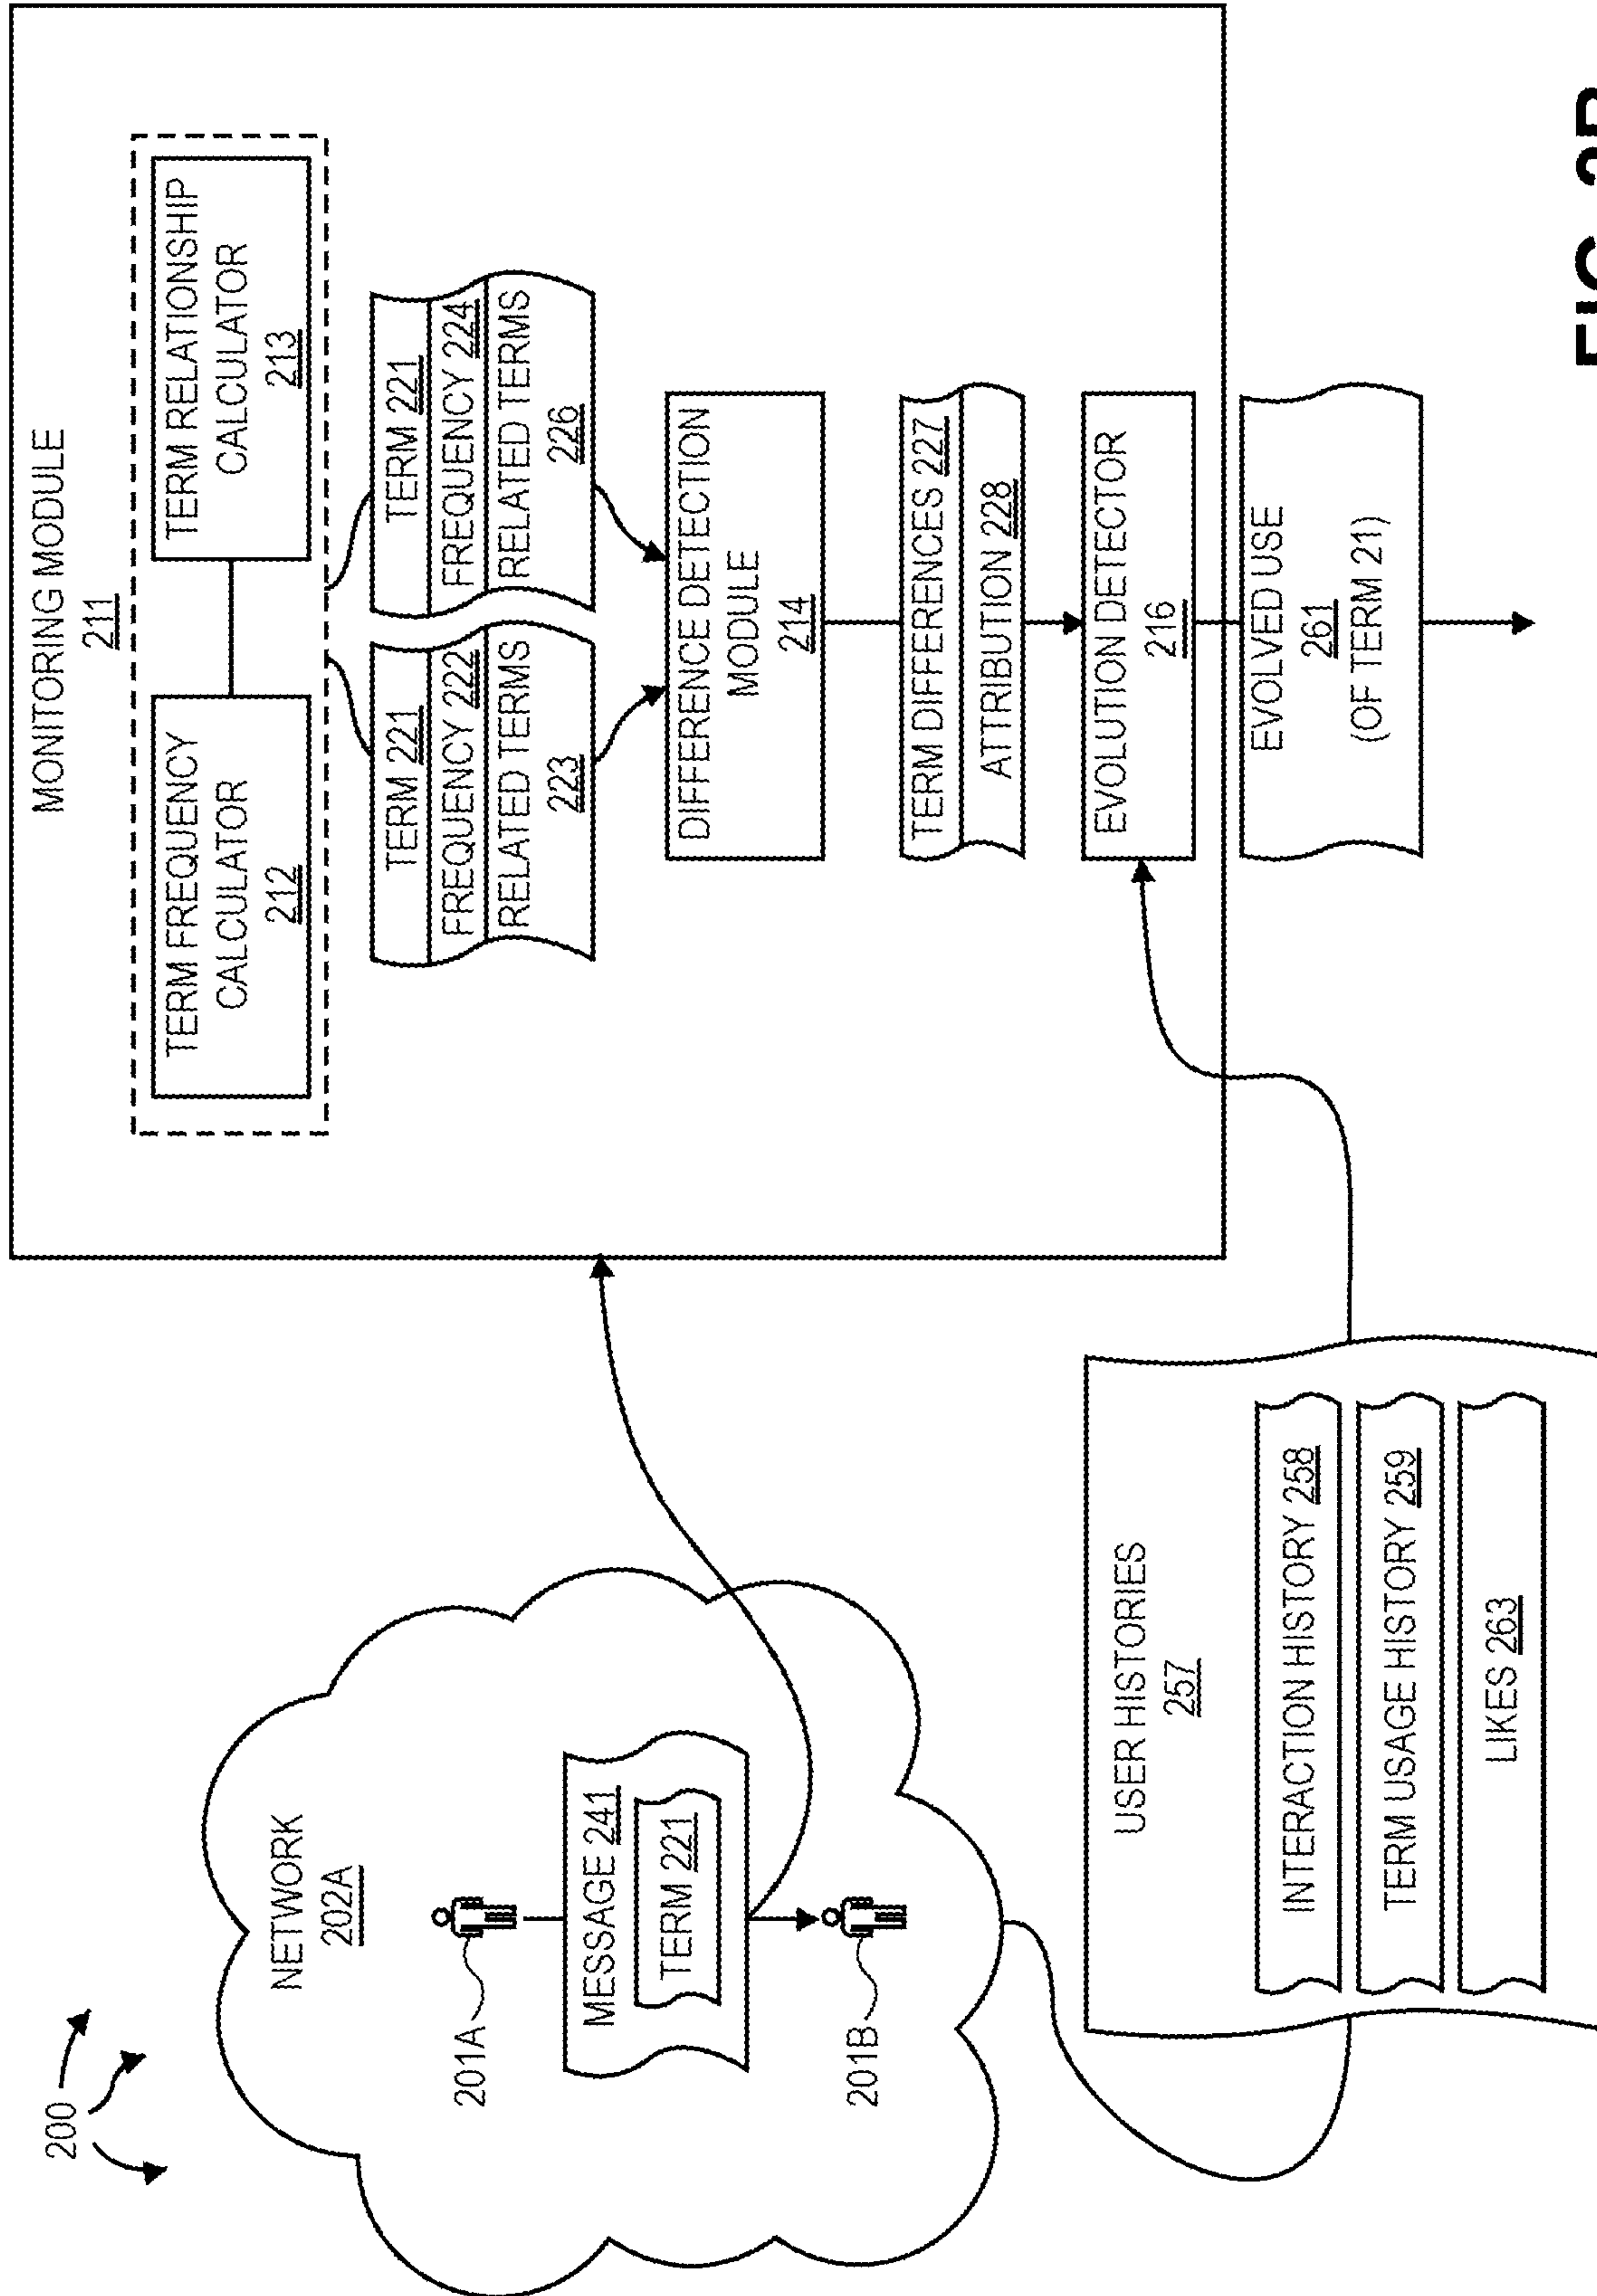 200
NETWORK
202A
201A
MESSAGE 241
TERM 221
201B
USER HISTORIES
257
INTERACTION HISTORY 258
TERM USAGE HISTORY 259
LIKES 263
MONITORING MODULE
211
TERM FREQUENCY
CALCULATOR
212
TERM RELATIONSHIP
CALCULATOR
213
TERM 221
FREQUENCY 222
RELATED TERMS
223
TERM 221
FREQUENCY 224
RELATED TERMS
226
DIFFERENCE DETECTION
MODULE
214
TERM DIFFERENCES 227
ATTRIBUTION 228
EVOLUTION DETECTOR
216
EVOLVED USE
261
(OF TERM 21)
FIG.